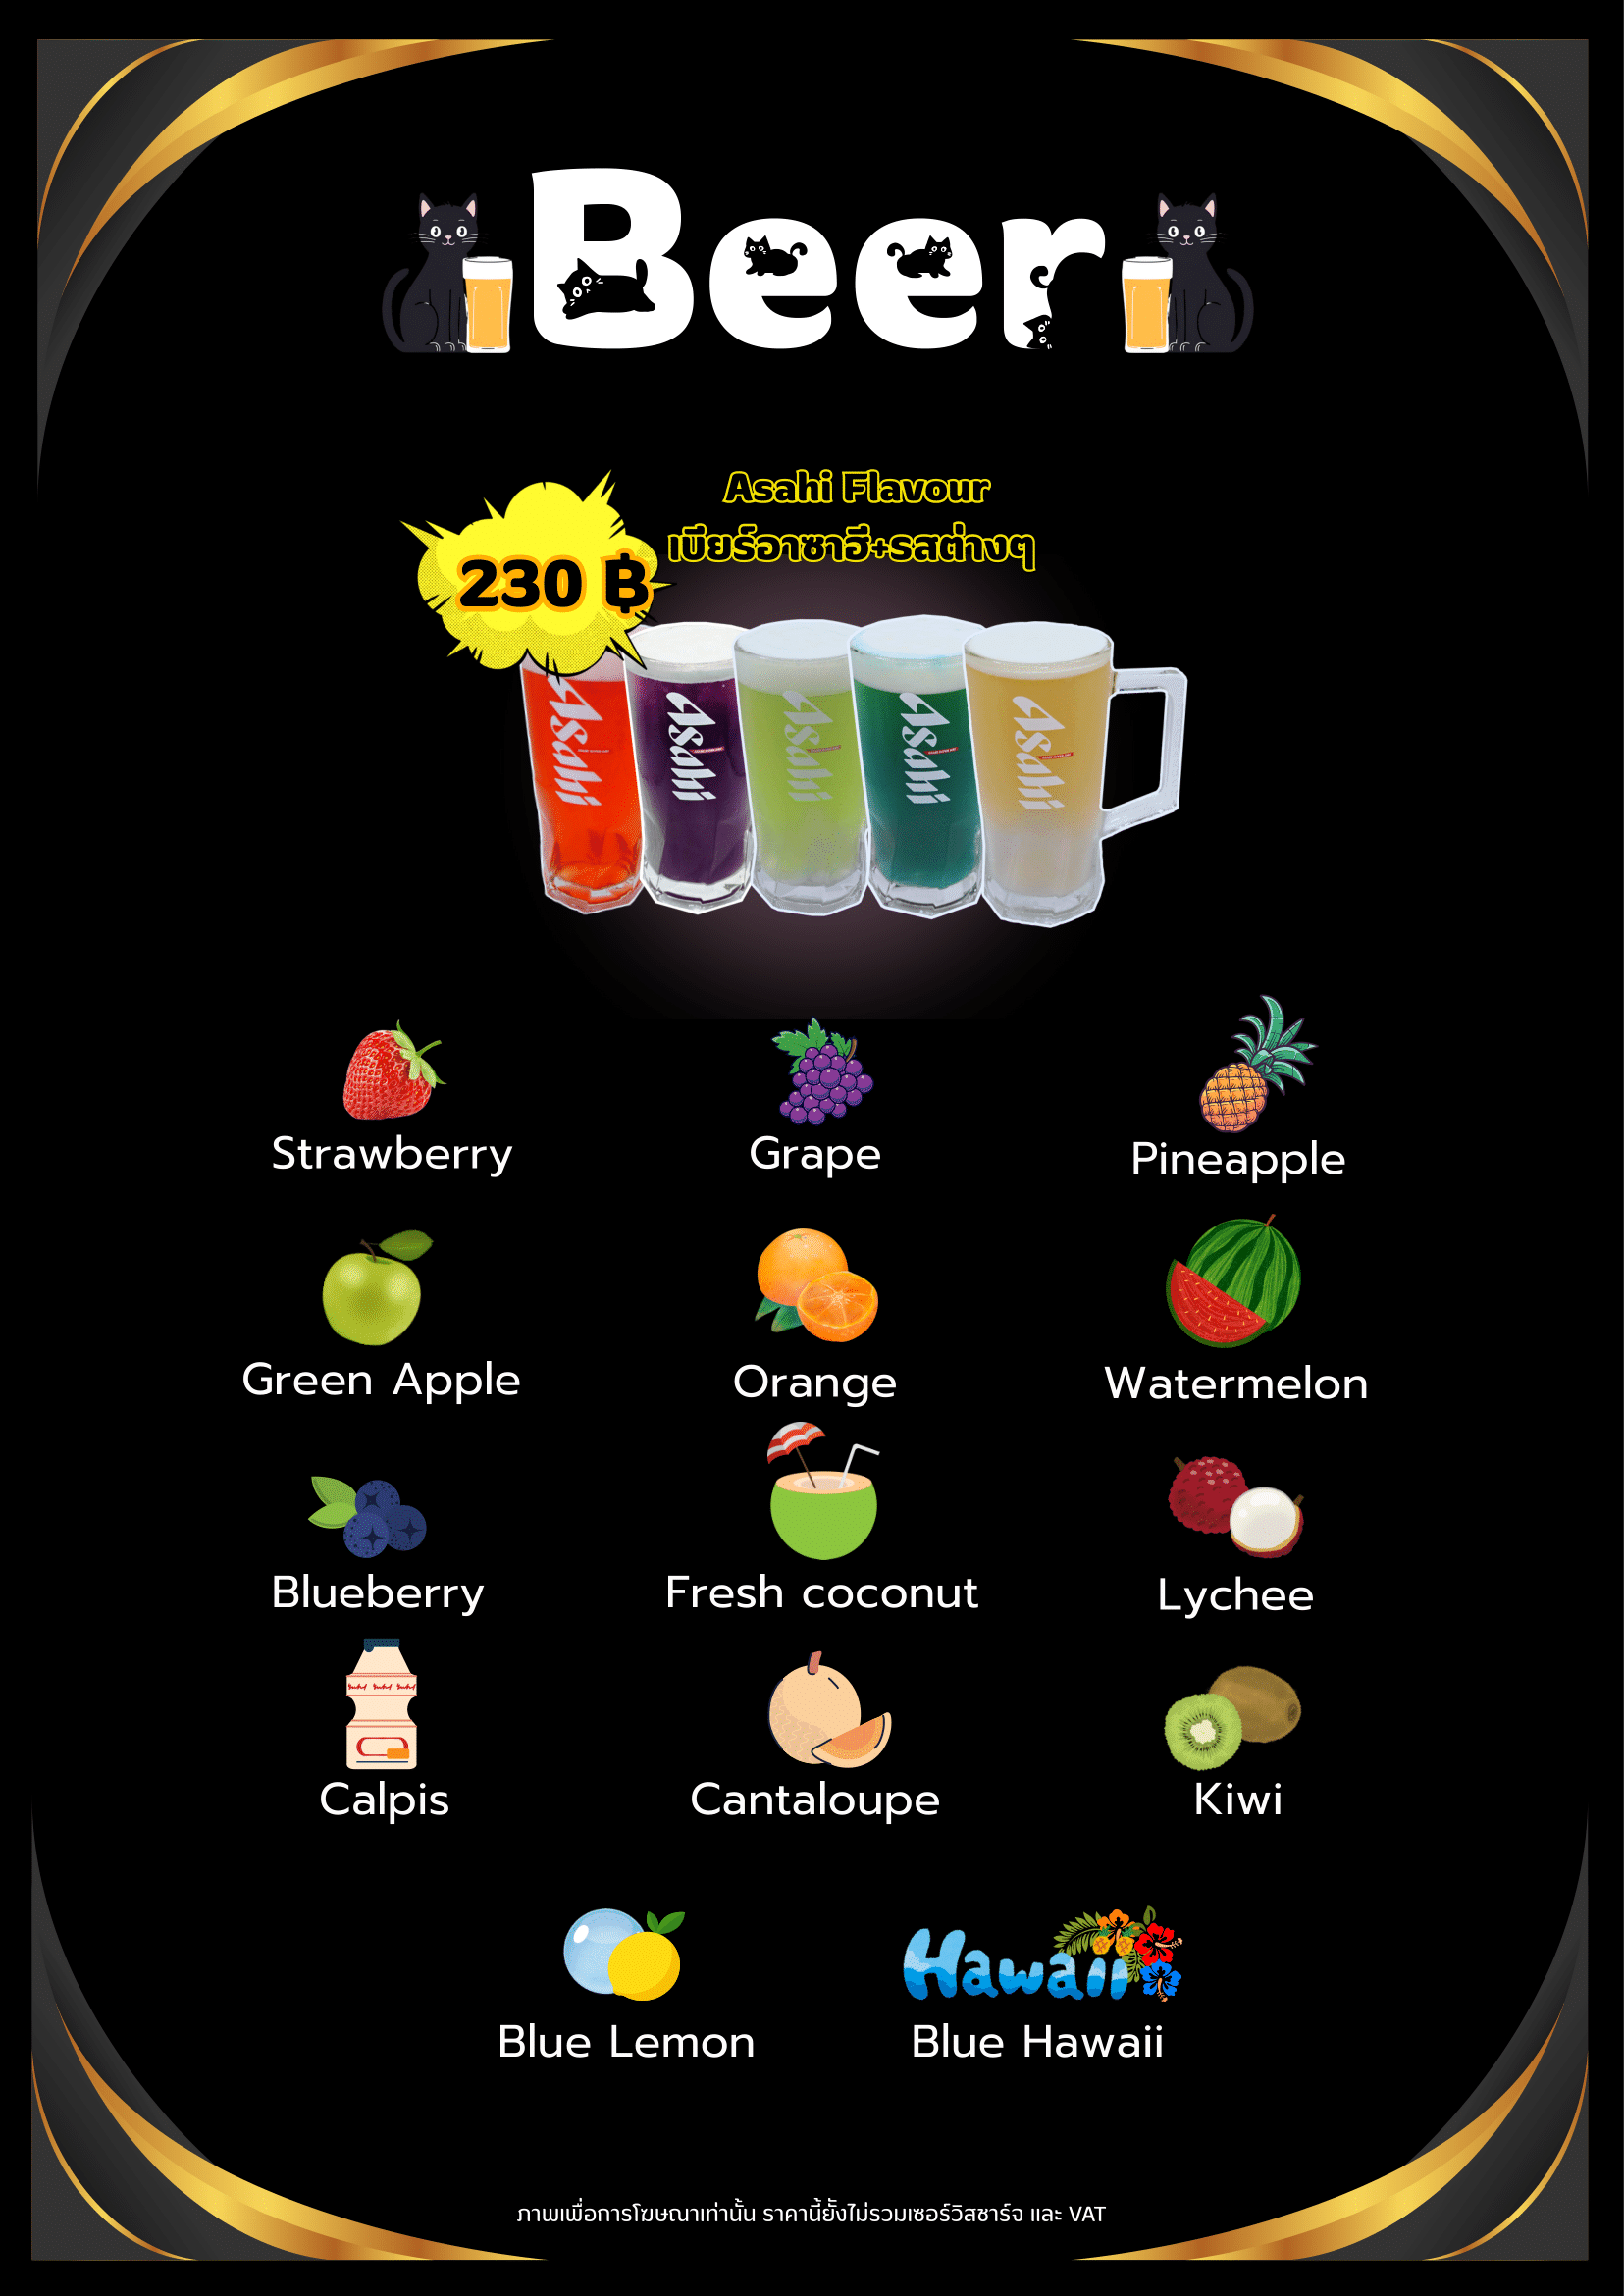 Beer
Asahi Flavour
เบียร์อาซาฮี+รสต่างๆ
230 ฿
Asahi Asahi Asahi Asahi Asahi
Strawberry Grape Pineapple
Green Apple Orange Watermelon
Blueberry Fresh coconut Lychee
Calpis Cantaloupe Kiwi
Hawaii
Blue Lemon Blue Hawaii
ภาพเพื่อการโฆษณาเท่านั้น ราคานี้ยังไม่รวมเซอร์วิสชาร์จ และ VAT